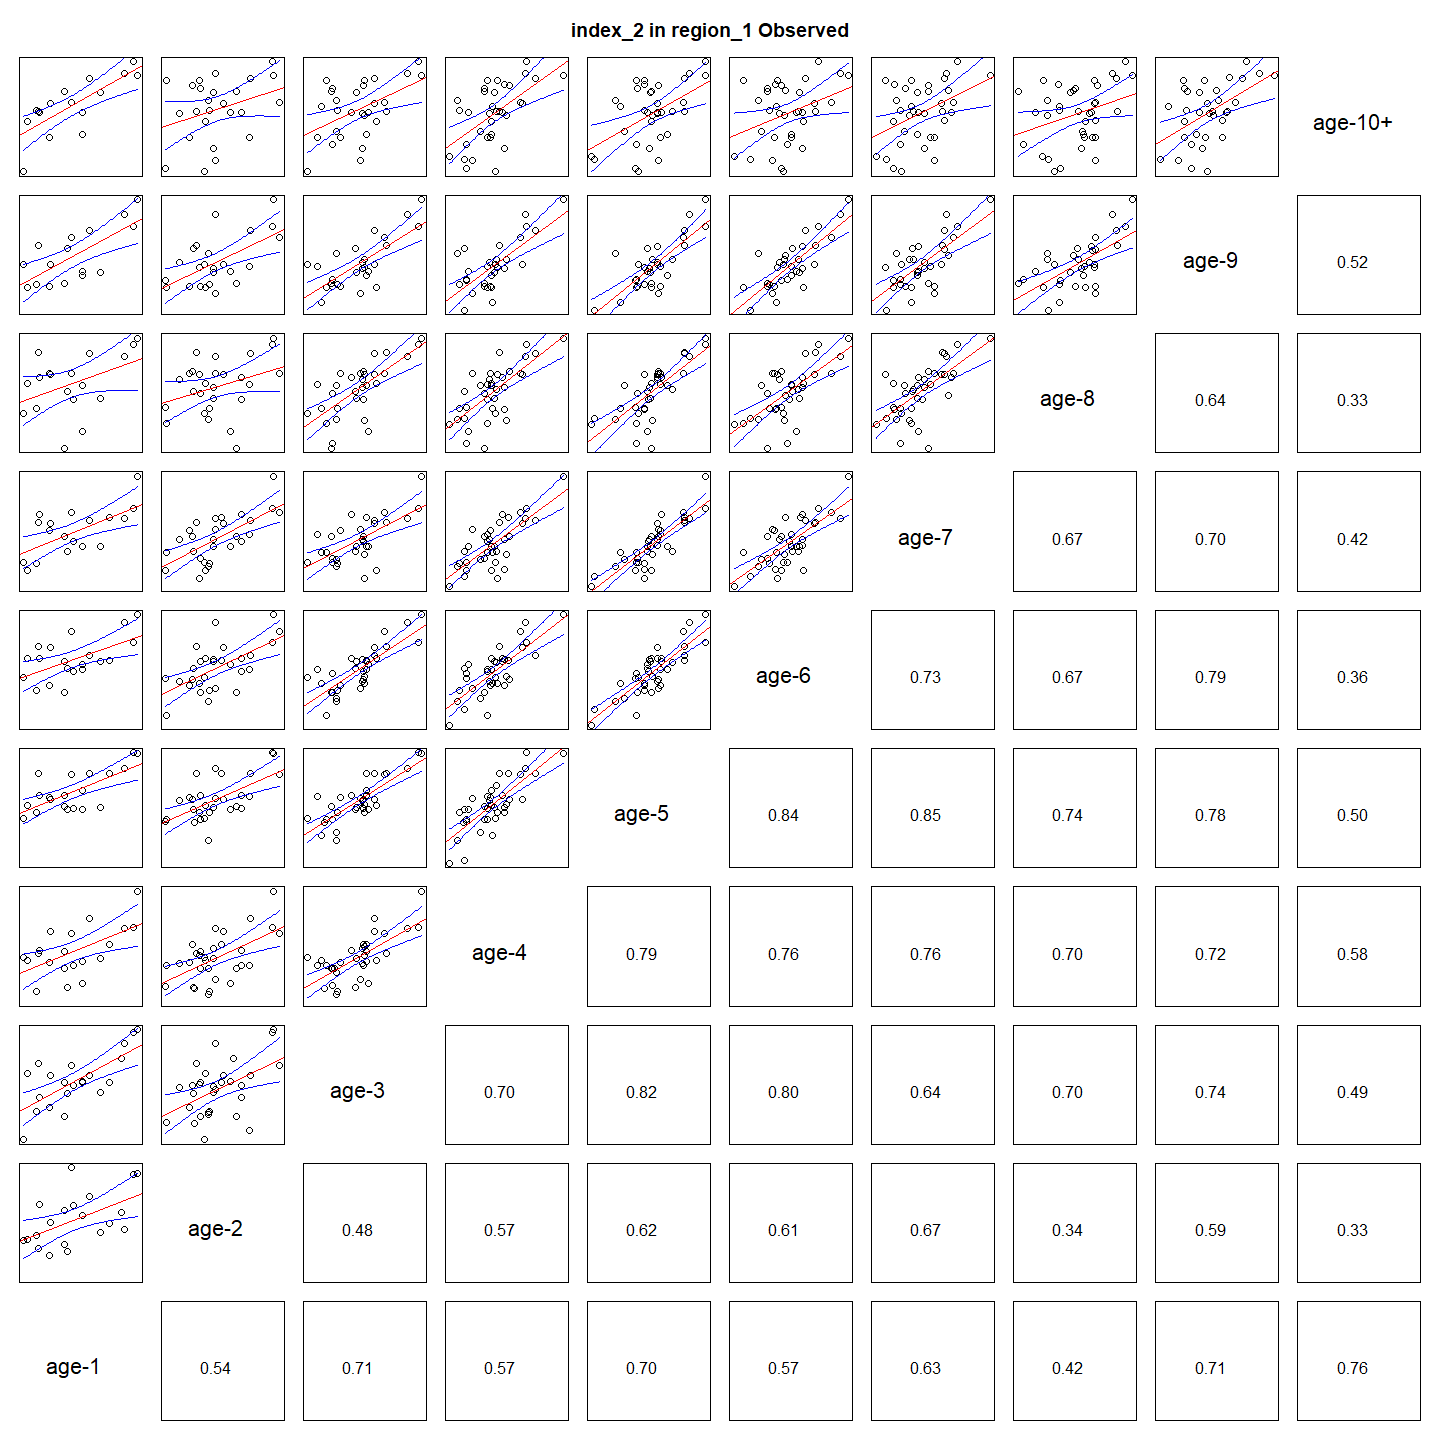 index_2 in region_1 Observed
age-10+
age-9 0.52
age-8 0.64 0.33
age-7 0.67 0.70 0.42
age-6 0.73 0.67 0.79 0.36
age-5 0.84 0.85 0.74 0.78 0.50
age-4 0.79 0.76 0.76 0.70 0.72 0.58
age-3 0.70 0.82 0.80 0.64 0.70 0.74 0.49
age-2 0.48 0.57 0.62 0.61 0.67 0.34 0.59 0.33
age-1 0.54 0.71 0.57 0.70 0.57 0.63 0.42 0.71 0.76